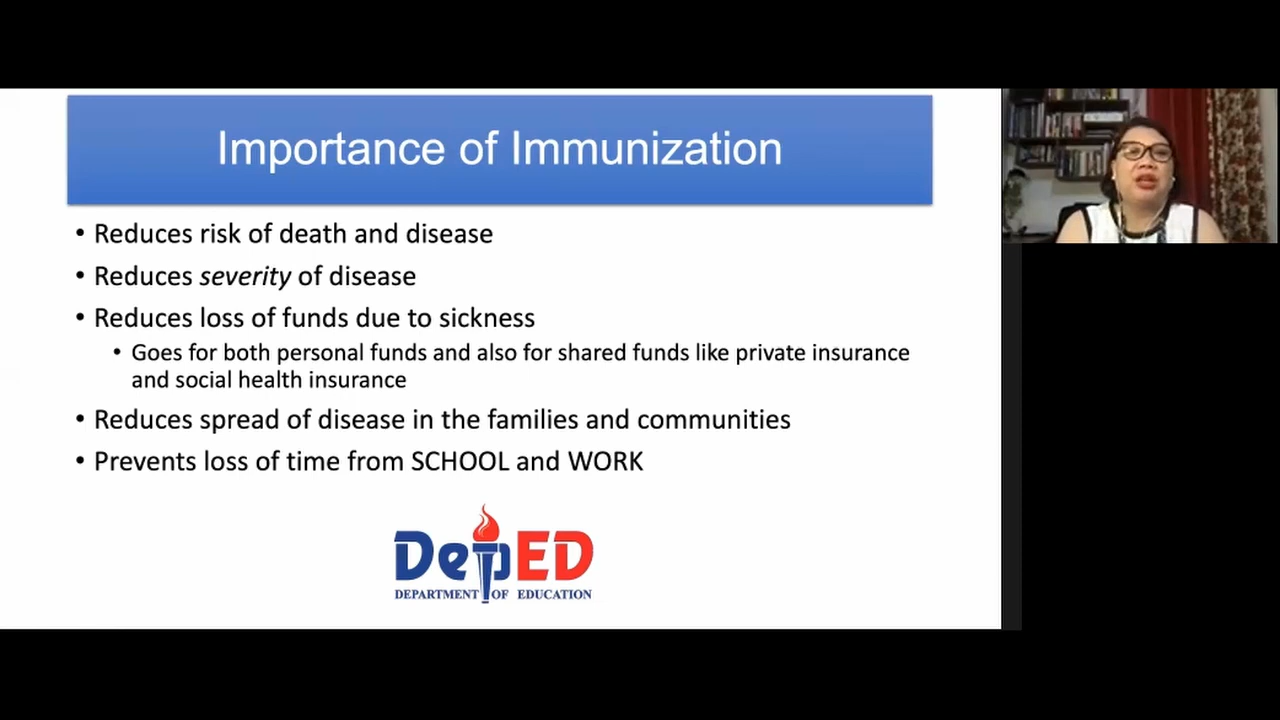 Importance of Immunization
• Reduces risk of death and disease
• Reduces severity of disease
• Reduces loss of funds due to sickness
• Goes for both personal funds and also for shared funds like private insurance
and social health insurance
• Reduces spread of disease in the families and communities
• Prevents loss of time from SCHOOL and WORK
DepED
DEPARTMENT OF EDUCATION